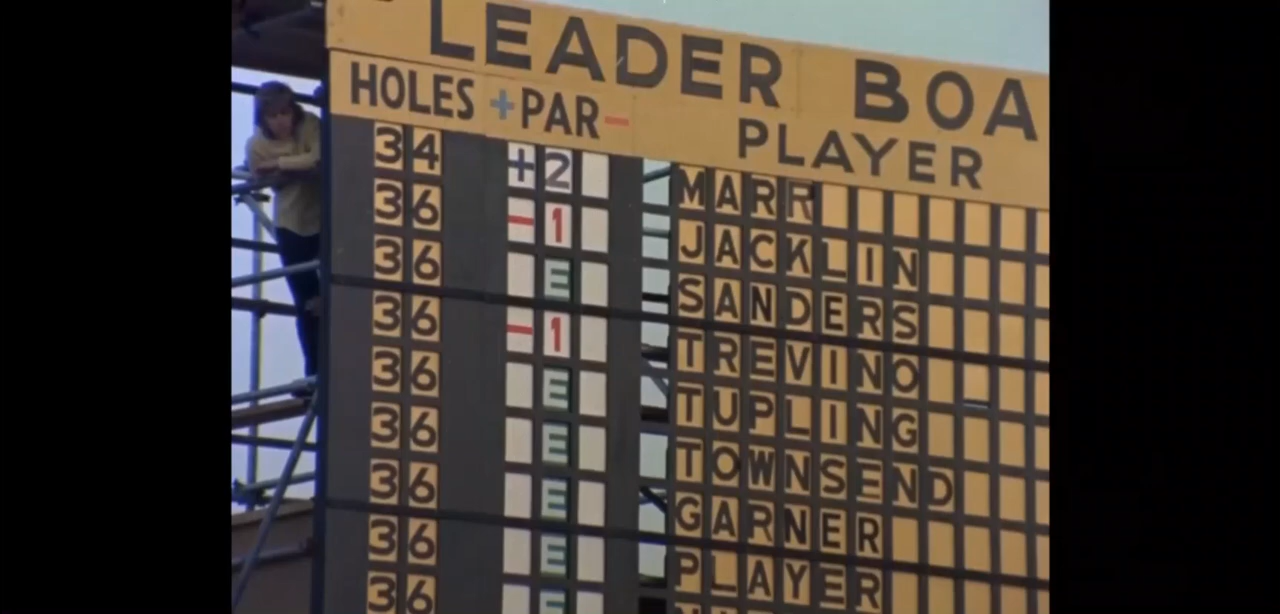 LEADER BOA
HOLES +PAR− PLAYER
34 +2 MARR
36 −1 JACKLIN
36 E SANDERS
36 −1 TREVINO
36 E TUPLING
36 E TOWNSEND
36 E GARNER
36 E PLAYER
36